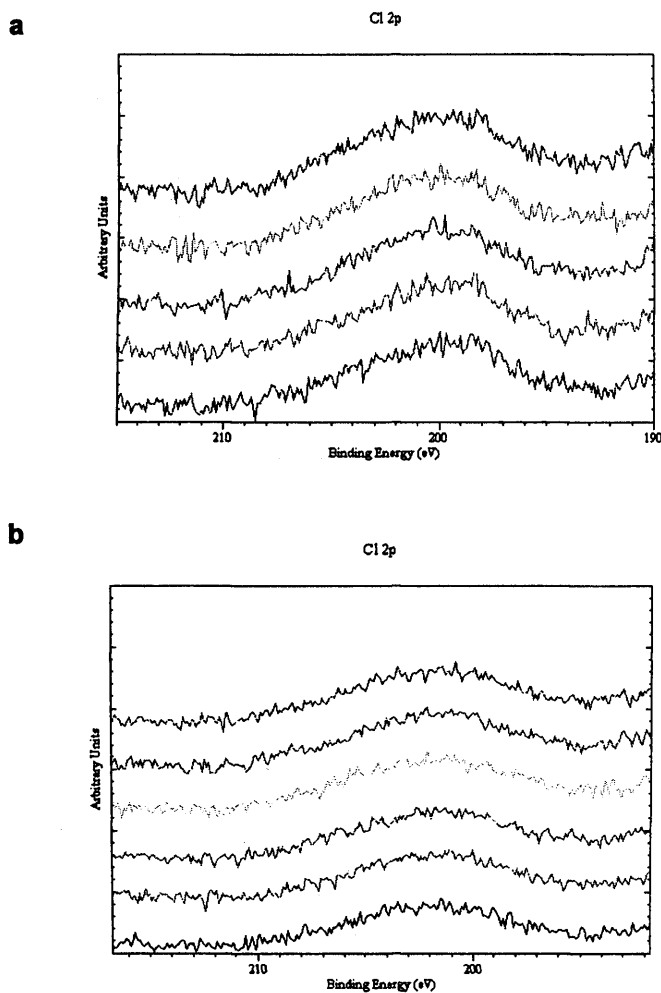 a
Cl 2p
Arbitrary Units
210
200
190
Binding Energy (eV)
b
Cl 2p
Arbitrary Units
210
200
Binding Energy (eV)